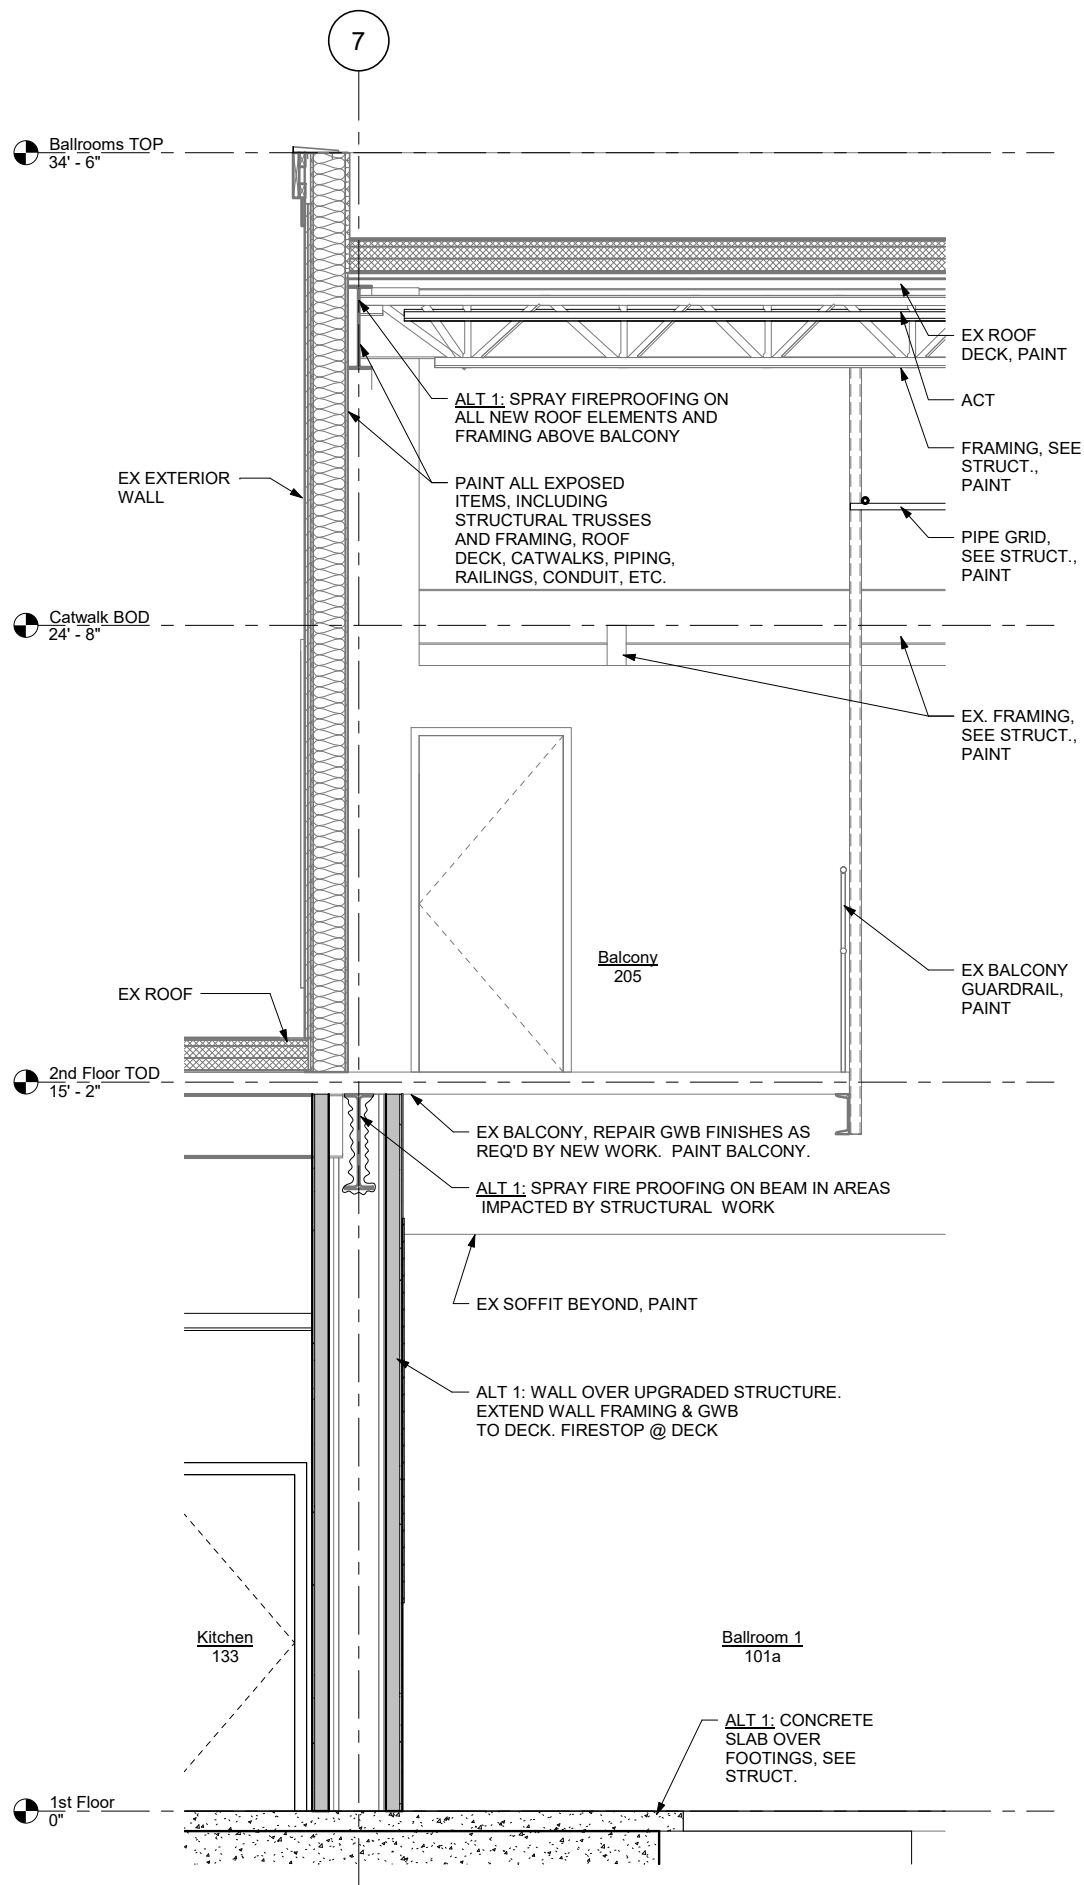 7
Ballrooms TOP
34' - 6"
EX ROOF
DECK, PAINT
ACT
ALT 1: SPRAY FIREPROOFING ON
ALL NEW ROOF ELEMENTS AND
FRAMING ABOVE BALCONY
FRAMING, SEE
STRUCT.,
PAINT
EX EXTERIOR
WALL
PAINT ALL EXPOSED
ITEMS, INCLUDING
STRUCTURAL TRUSSES
AND FRAMING, ROOF
DECK, CATWALKS, PIPING,
RAILINGS, CONDUIT, ETC.
PIPE GRID,
SEE STRUCT.,
PAINT
Catwalk BOD
24' - 8"
EX. FRAMING,
SEE STRUCT.,
PAINT
Balcony
205
EX BALCONY
GUARDRAIL,
PAINT
EX ROOF
2nd Floor TOD
15' - 2"
EX BALCONY, REPAIR GWB FINISHES AS
REQ'D BY NEW WORK. PAINT BALCONY.
ALT 1: SPRAY FIRE PROOFING ON BEAM IN AREAS
IMPACTED BY STRUCTURAL WORK
EX SOFFIT BEYOND, PAINT
ALT 1: WALL OVER UPGRADED STRUCTURE.
EXTEND WALL FRAMING & GWB
TO DECK. FIRESTOP @ DECK
Kitchen
133
Ballroom 1
101a
ALT 1: CONCRETE
SLAB OVER
FOOTINGS, SEE
STRUCT.
1st Floor
0"